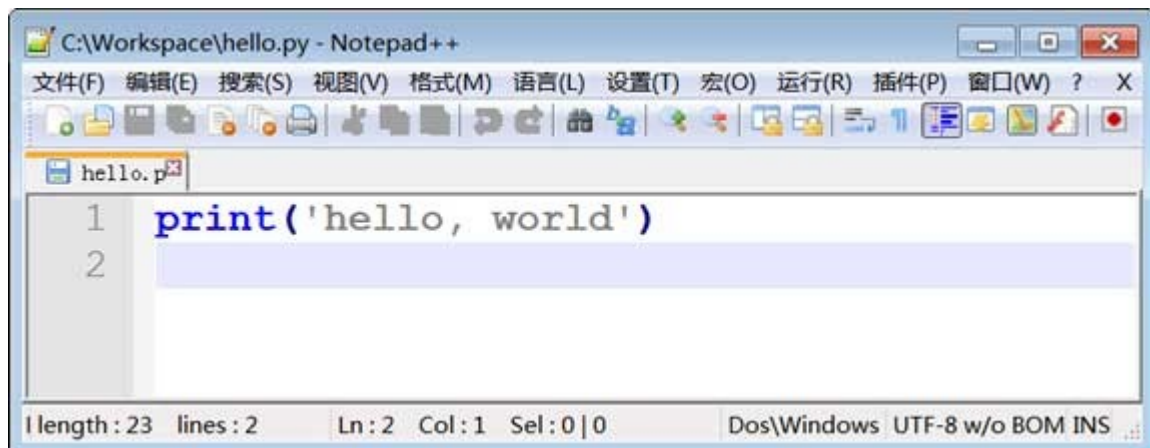 C:\Workspace\hello.py - Notepad++
文件(F) 编辑(E) 搜索(S) 视图(V) 格式(M) 语言(L) 设置(T) 宏(O) 运行(R) 插件(P) 窗口(W) ? X
hello.p
1 print('hello, world')
2
length : 23 lines : 2 Ln : 2 Col : 1 Sel : 0 | 0 Dos\Windows UTF-8 w/o BOM INS